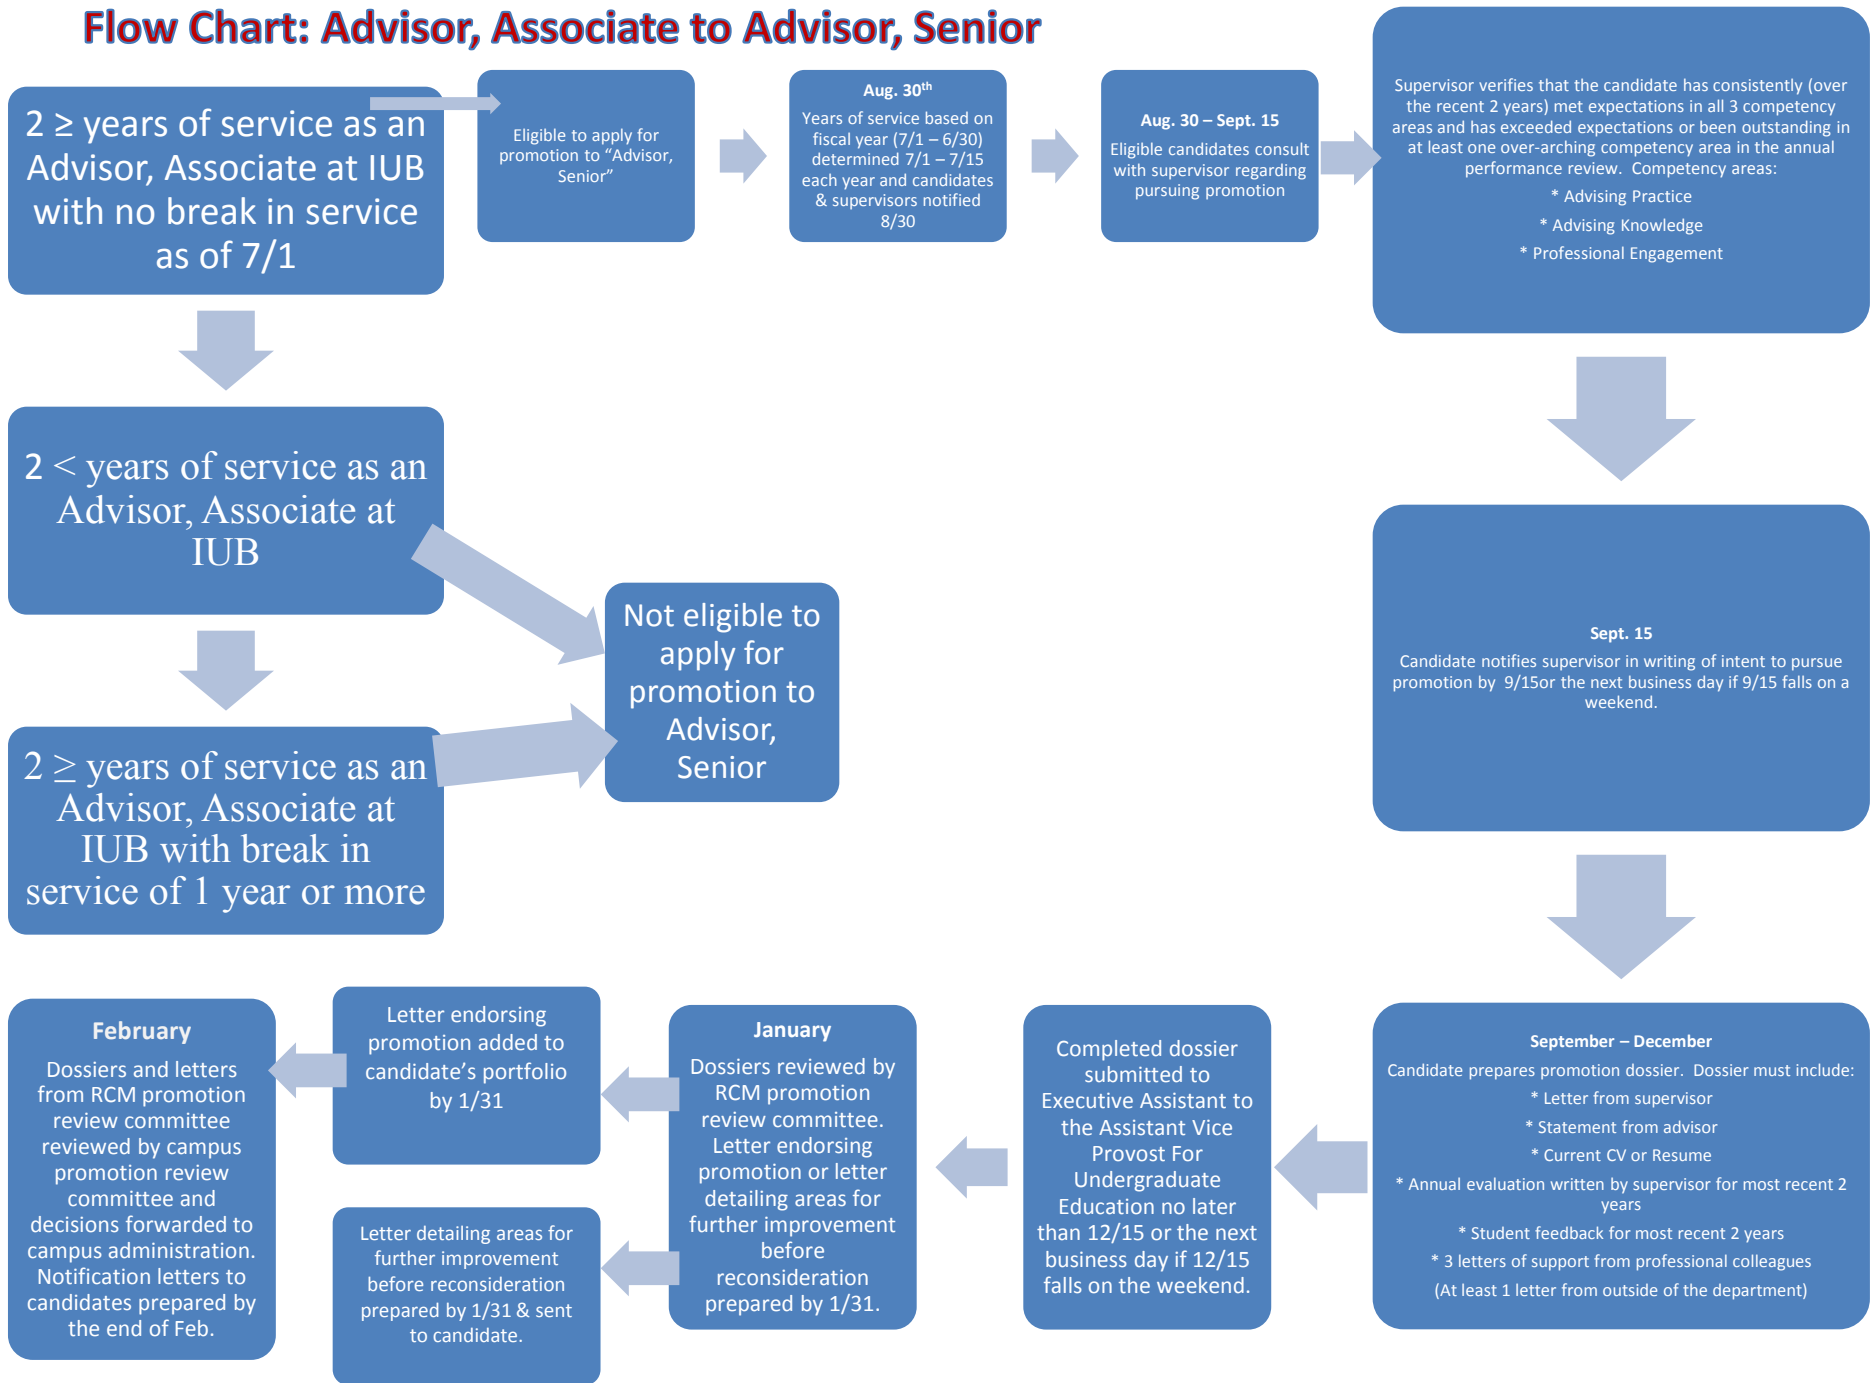 Flow Chart: Advisor, Associate to Advisor, Senior
2 ≥ years of service as an
Advisor, Associate at IUB
with no break in service
as of 7/1
Eligible to apply for
promotion to “Advisor,
Senior”
Aug. 30th
Years of service based on
fiscal year (7/1 – 6/30)
determined 7/1 – 7/15
each year and candidates
& supervisors notified
8/30
Aug. 30 – Sept. 15
Eligible candidates consult
with supervisor regarding
pursuing promotion
Supervisor verifies that the candidate has consistently (over
the recent 2 years) met expectations in all 3 competency
areas and has exceeded expectations or been outstanding in
at least one over-arching competency area in the annual
performance review.  Competency areas:
* Advising Practice
* Advising Knowledge
* Professional Engagement
2 < years of service as an
Advisor, Associate at
IUB
2 ≥ years of service as an
Advisor, Associate at
IUB with break in
service of 1 year or more
Not eligible to
apply for
promotion to
Advisor,
Senior
Sept. 15
Candidate notifies supervisor in writing of intent to pursue
promotion by  9/15or the next business day if 9/15 falls on a
weekend.
September – December
Candidate prepares promotion dossier.  Dossier must include:
* Letter from supervisor
* Statement from advisor
* Current CV or Resume
* Annual evaluation written by supervisor for most recent 2
years
* Student feedback for most recent 2 years
* 3 letters of support from professional colleagues
(At least 1 letter from outside of the department)
Completed dossier
submitted to
Executive Assistant to
the Assistant Vice
Provost For
Undergraduate
Education no later
than 12/15 or the next
business day if 12/15
falls on the weekend.
January
Dossiers reviewed by
RCM promotion
review committee.
Letter endorsing
promotion or letter
detailing areas for
further improvement
before
reconsideration
prepared by 1/31.
Letter endorsing
promotion added to
candidate’s portfolio
by 1/31
Letter detailing areas for
further improvement
before reconsideration
prepared by 1/31 & sent
to candidate.
February
Dossiers and letters
from RCM promotion
review committee
reviewed by campus
promotion review
committee and
decisions forwarded to
campus administration.
Notification letters to
candidates prepared by
the end of Feb.